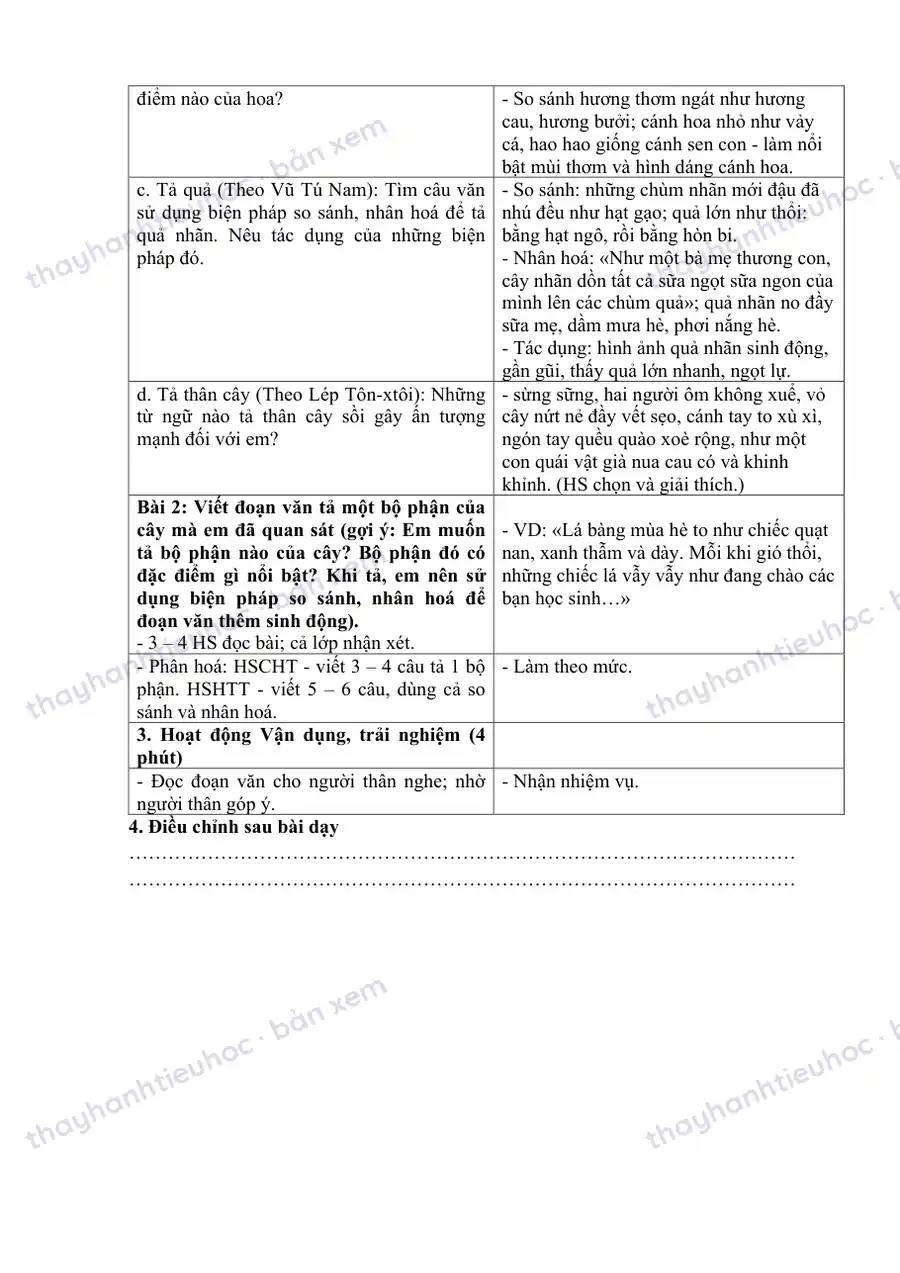 điểm nào của hoa?
- So sánh hương thơm ngát như hương
cau, hương bưởi; cánh hoa nhỏ như vảy
cá, hao hao giống cánh sen con - làm nổi
bật mùi thơm và hình dáng cánh hoa.
c. Tả quả (Theo Vũ Tú Nam): Tìm câu văn
sử dụng biện pháp so sánh, nhân hoá để tả
quả nhãn. Nêu tác dụng của những biện
pháp đó.
- So sánh: những chùm nhãn mới đậu đã
nhú đều như hạt gạo; quả lớn như thổi:
bằng hạt ngô, rồi bằng hòn bi.
- Nhân hoá: «Như một bà mẹ thương con,
cây nhãn dồn tất cả sữa ngọt sữa ngon của
mình lên các chùm quả»; quả nhãn no đầy
sữa mẹ, dầm mưa hè, phơi nắng hè.
- Tác dụng: hình ảnh quả nhãn sinh động,
gần gũi, thấy quả lớn nhanh, ngọt lự.
d. Tả thân cây (Theo Lép Tôn-xtôi): Những
từ ngữ nào tả thân cây sồi gây ấn tượng
mạnh đối với em?
- sừng sững, hai người ôm không xuể, vỏ
cây nứt nẻ đầy vết sẹo, cánh tay to xù xì,
ngón tay quều quào xoè rộng, như một
con quái vật già nua cau có và khinh
khỉnh. (HS chọn và giải thích.)
Bài 2: Viết đoạn văn tả một bộ phận của
cây mà em đã quan sát (gợi ý: Em muốn
tả bộ phận nào của cây? Bộ phận đó có
đặc điểm gì nổi bật? Khi tả, em nên sử
dụng biện pháp so sánh, nhân hoá để
đoạn văn thêm sinh động).
- 3 – 4 HS đọc bài; cả lớp nhận xét.
- VD: «Lá bàng mùa hè to như chiếc quạt
nan, xanh thẫm và dày. Mỗi khi gió thổi,
những chiếc lá vẫy vẫy như đang chào các
bạn học sinh…»
- Phân hoá: HSCHT - viết 3 – 4 câu tả 1 bộ
phận. HSHTT - viết 5 – 6 câu, dùng cả so
sánh và nhân hoá.
- Làm theo mức.
3. Hoạt động Vận dụng, trải nghiệm (4
phút)
- Đọc đoạn văn cho người thân nghe; nhờ
người thân góp ý.
- Nhận nhiệm vụ.
4. Điều chỉnh sau bài dạy
……………………………………………………………………………………………
……………………………………………………………………………………………
thayhanhtieuhoc · bản xem
thayhanhtieuhoc · b
thayhanhtieuhoc · bản xem
thayhanhtieuhoc · b
thayhanhtieuhoc · bản xem
thayhanhtieuhoc · b